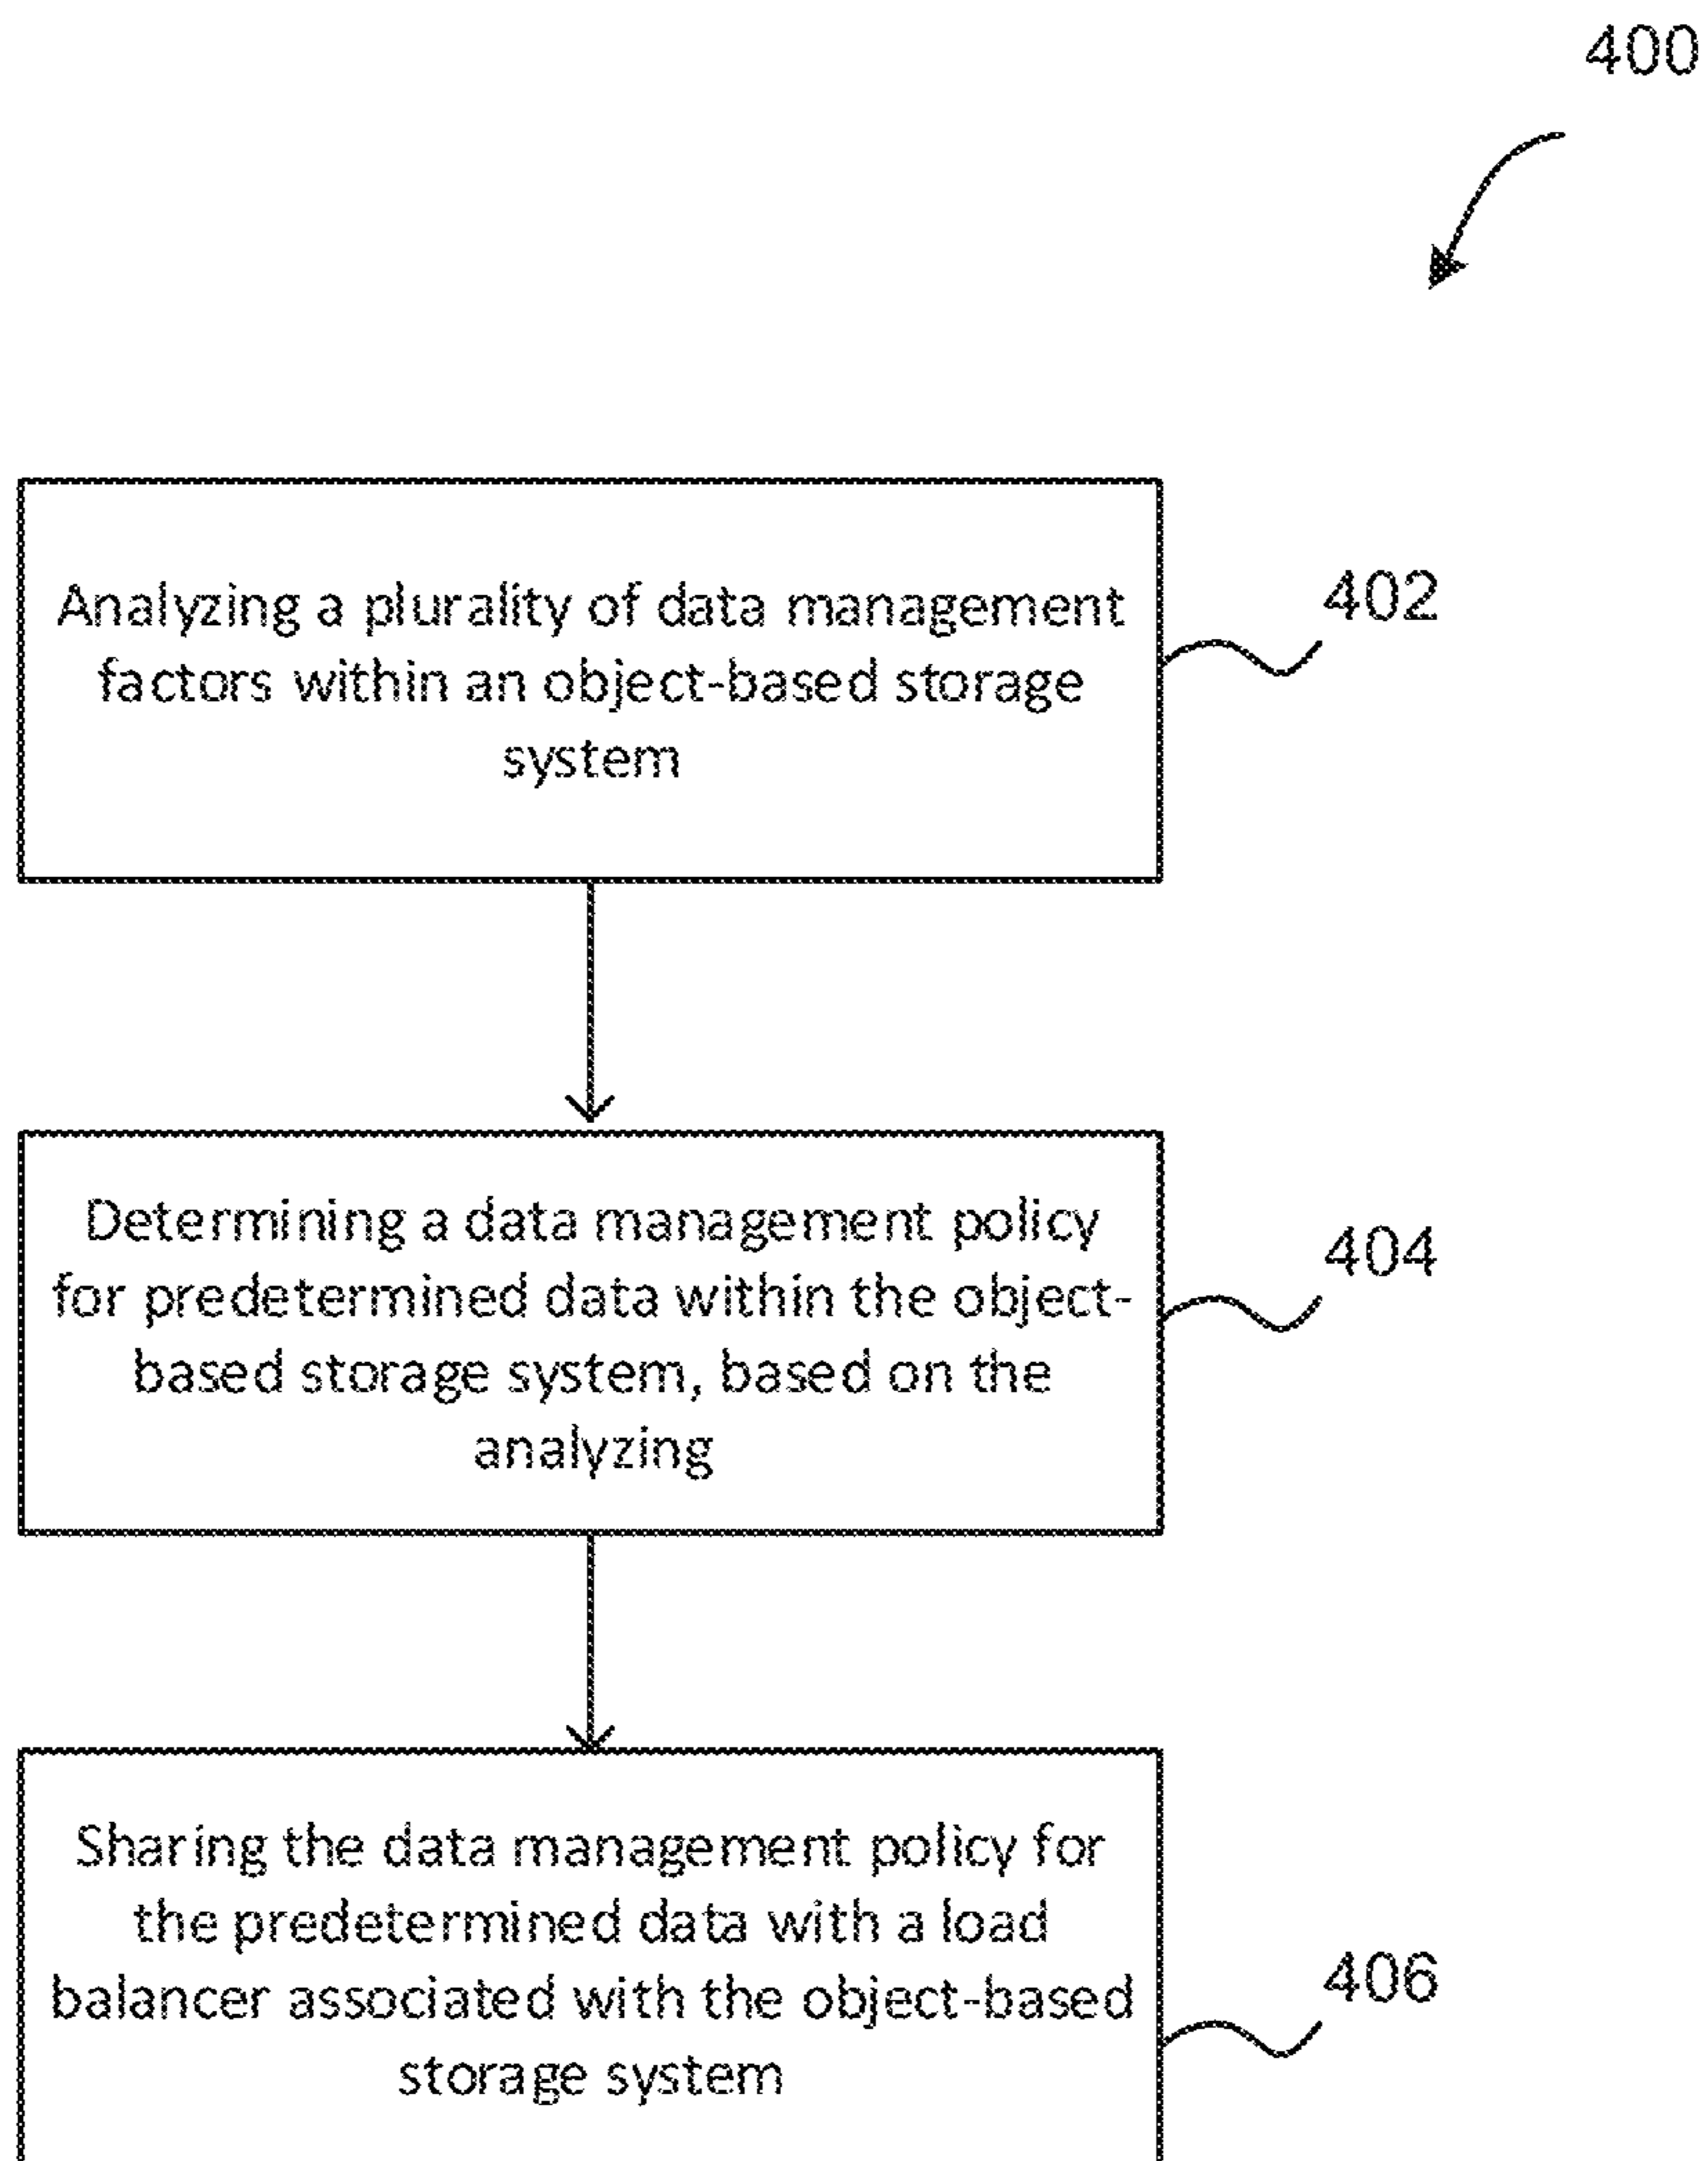 400
Analyzing a plurality of data management
factors within an object-based storage
system
402
Determining a data management policy
for predetermined data within the object-
based storage system, based on the
analyzing
404
Sharing the data management policy for
the predetermined data with a load
balancer associated with the object-based
storage system
406